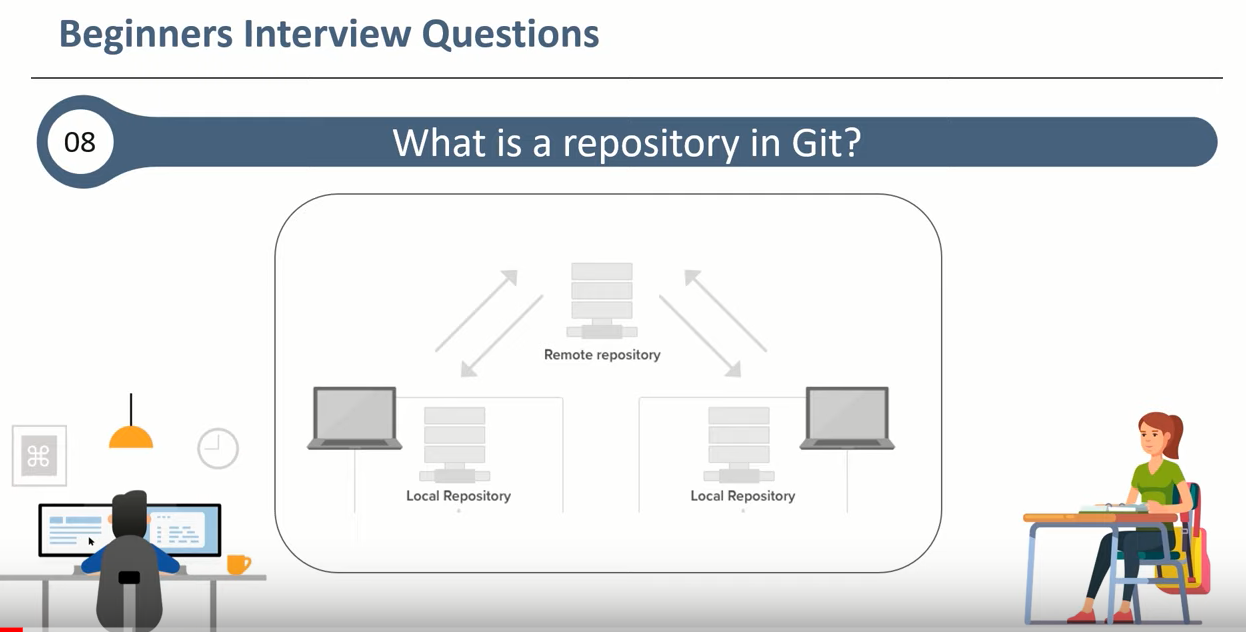 Beginners Interview Questions
08
What is a repository in Git?
Remote repository
Local Repository
Local Repository
⌘